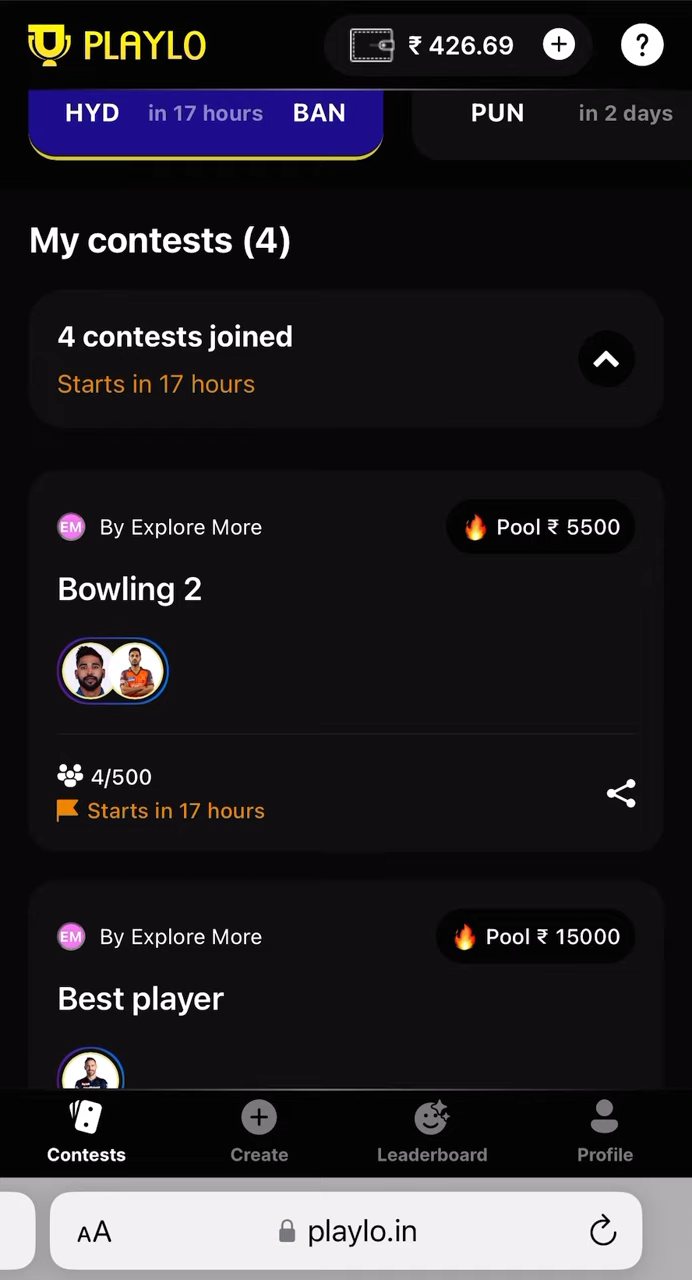 PLAYLO
₹ 426.69
?
HYD in 17 hours BAN
PUN in 2 days
My contests (4)
4 contests joined
Starts in 17 hours
EM By Explore More
🔥 Pool ₹ 5500
Bowling 2
4/500
Starts in 17 hours
EM By Explore More
🔥 Pool ₹ 15000
Best player
Contests
Create
Leaderboard
Profile
AA
playlo.in